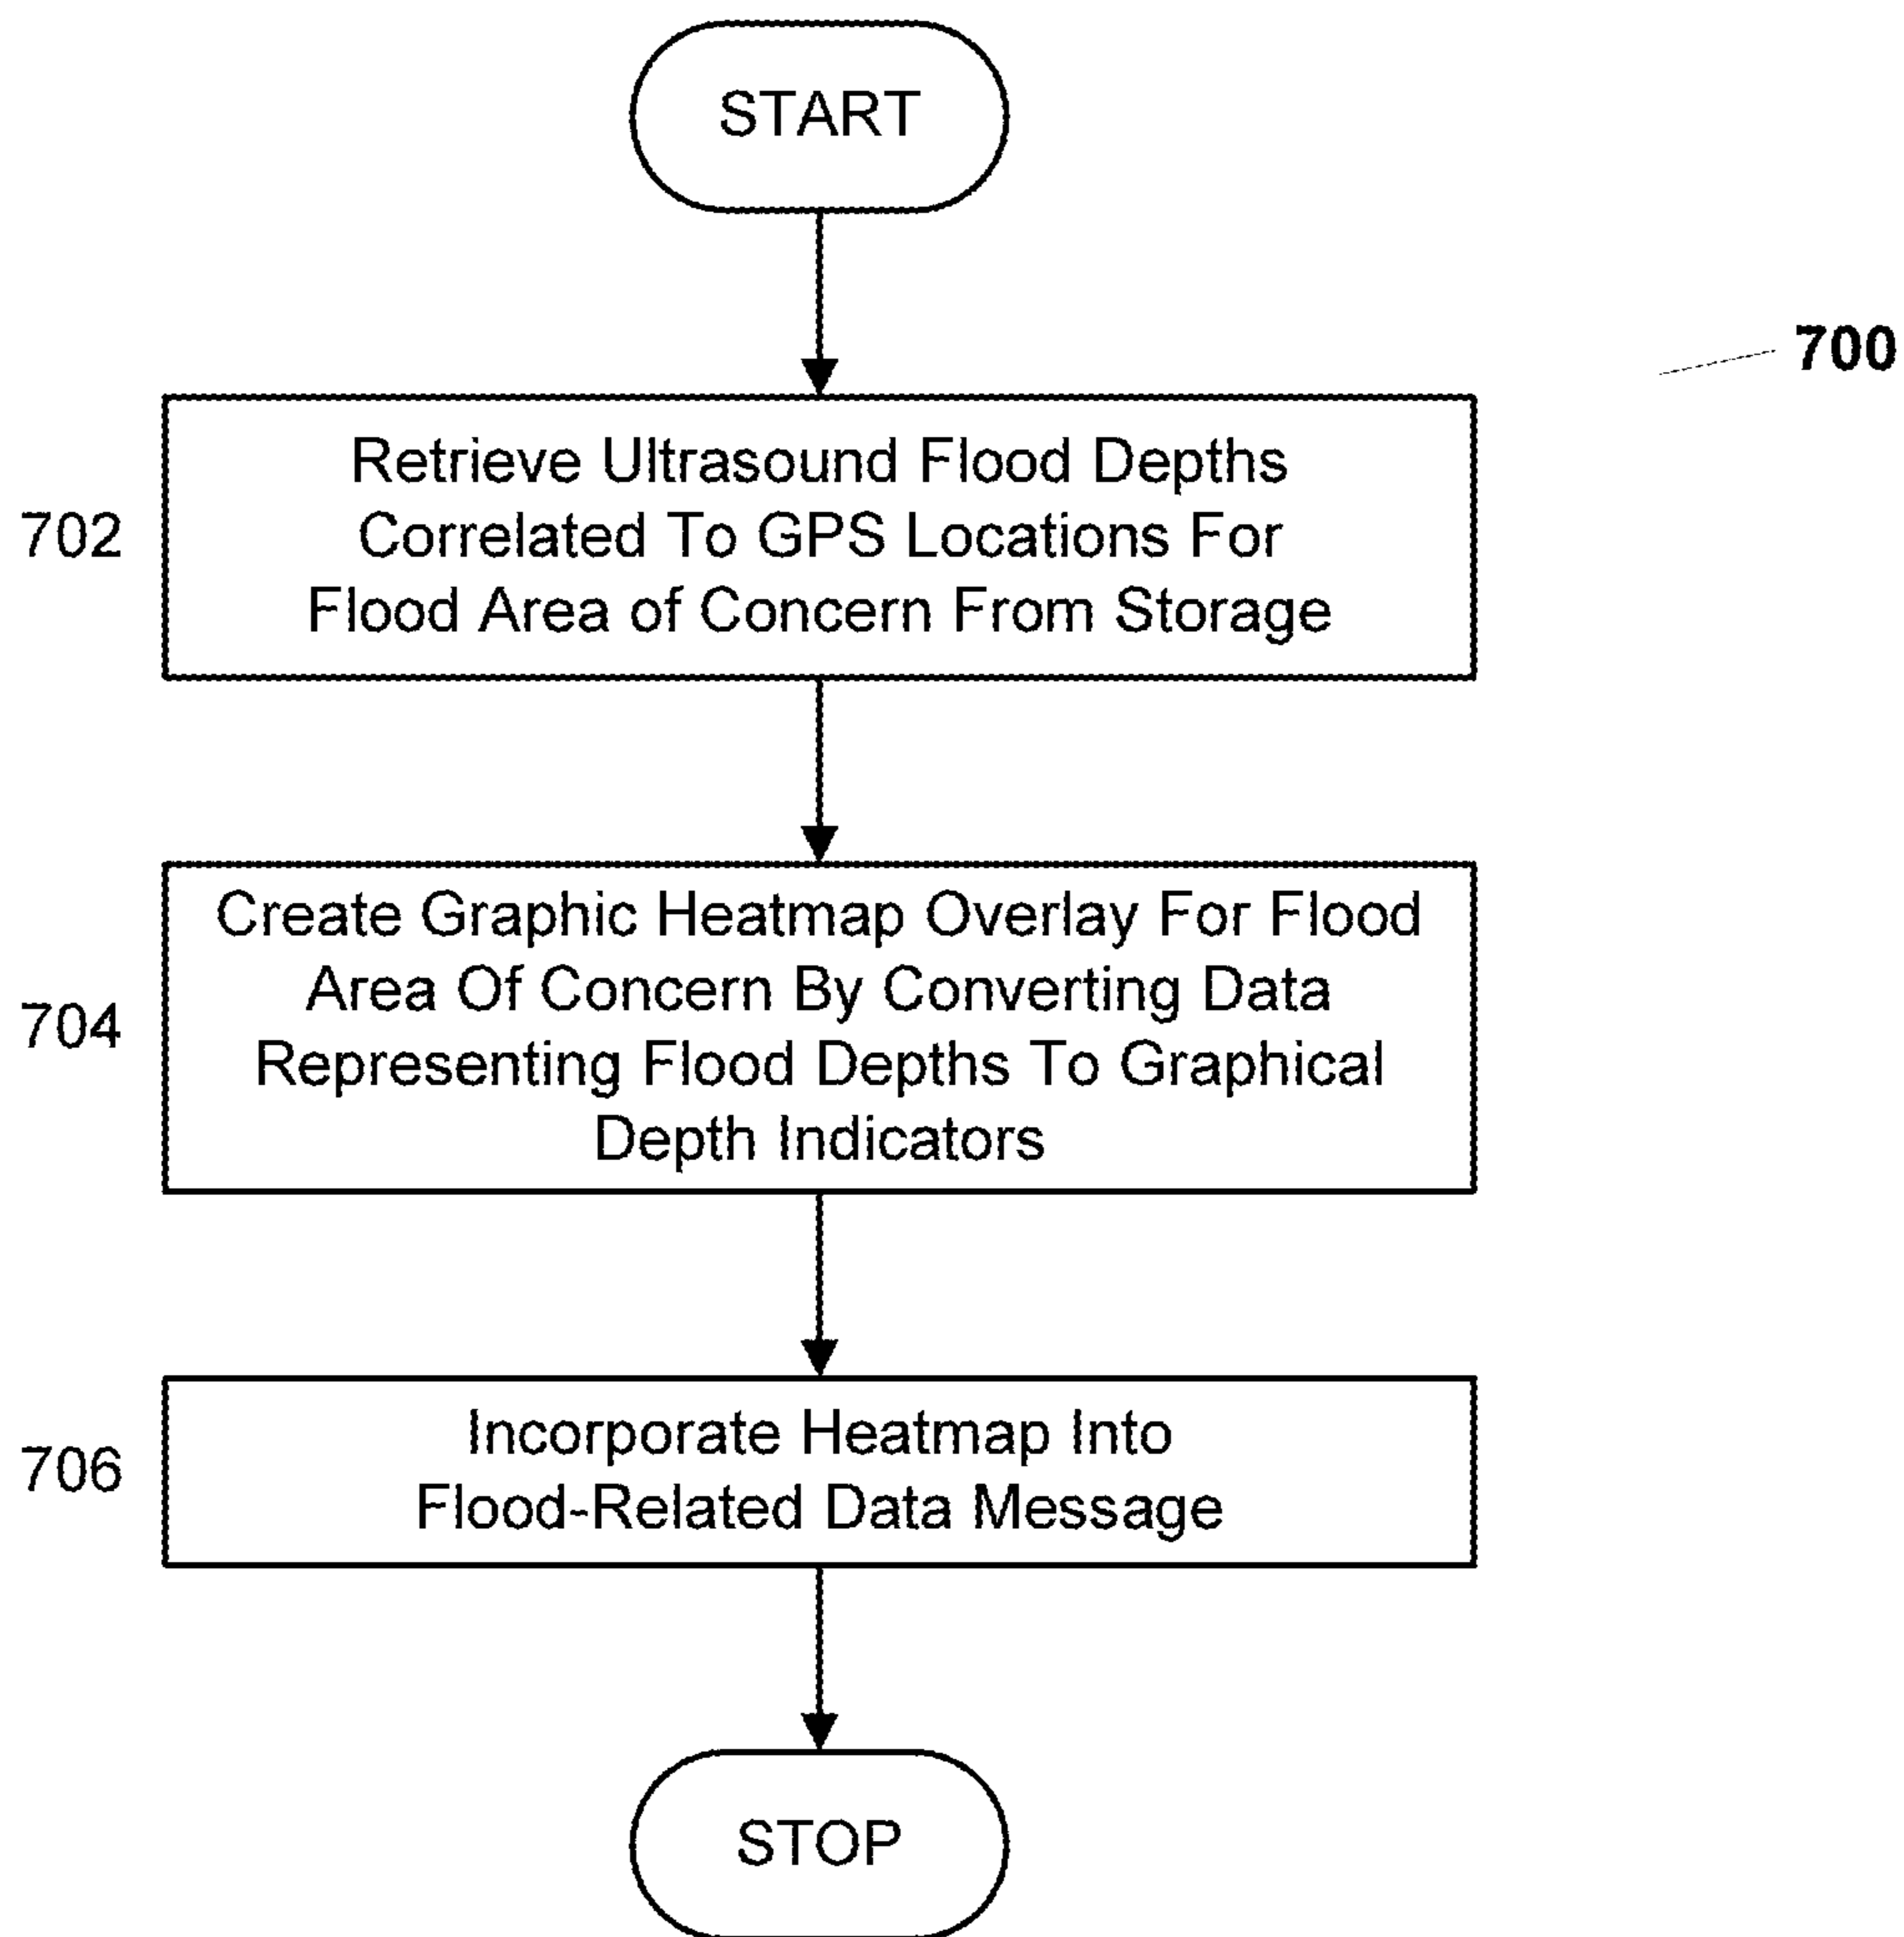 START
700
702
Retrieve Ultrasound Flood Depths
Correlated To GPS Locations For
Flood Area of Concern From Storage
704
Create Graphic Heatmap Overlay For Flood
Area Of Concern By Converting Data
Representing Flood Depths To Graphical
Depth Indicators
706
Incorporate Heatmap Into
Flood-Related Data Message
STOP